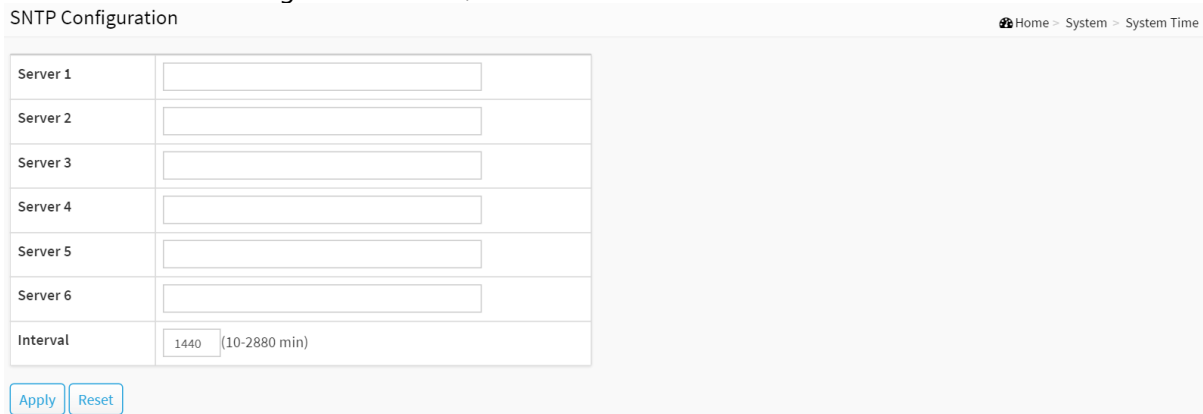 SNTP Configuration
Home > System > System Time
Server 1
Server 2
Server 3
Server 4
Server 5
Server 6
Interval 1440 (10-2880 min)
Apply Reset